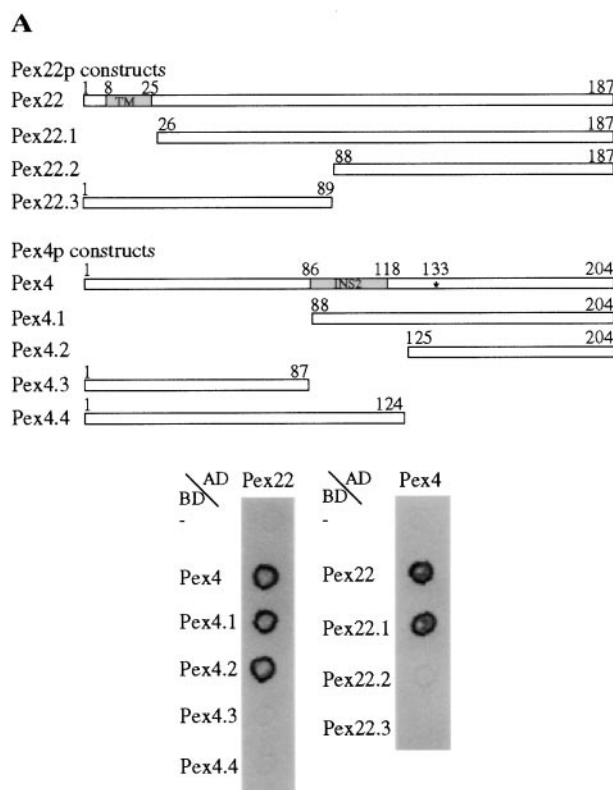 A
Pex22p constructs
1 8 25 187
Pex22 TM
26 187
Pex22.1
88 187
Pex22.2
1 89
Pex22.3
Pex4p constructs
1 86 118 133 204
Pex4 INS2 *
88 204
Pex4.1
125 204
Pex4.2
1 87
Pex4.3
1 124
Pex4.4
BD\AD Pex22
-
Pex4
Pex4.1
Pex4.2
Pex4.3
Pex4.4
BD\AD Pex4
-
Pex22
Pex22.1
Pex22.2
Pex22.3